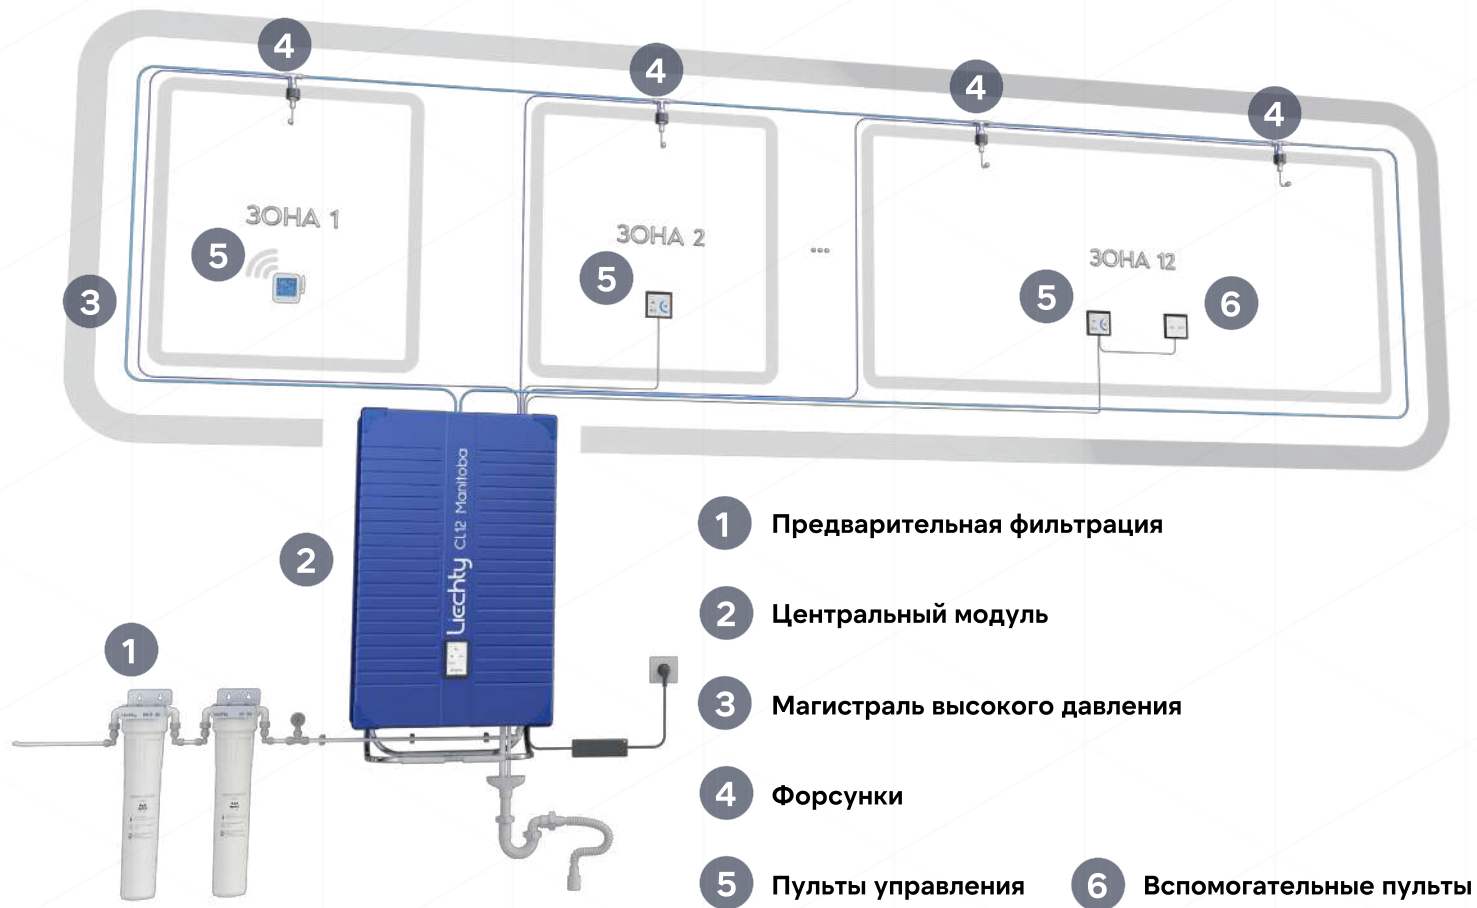 4
4
4
4
ЗОНА 1
ЗОНА 2
...
ЗОНА 12
5
5
5
6
3
Liechty CL12 Manitoba
2
1
1 Предварительная фильтрация
2 Центральный модуль
3 Магистраль высокого давления
4 Форсунки
5 Пульты управления
6 Вспомогательные пульты